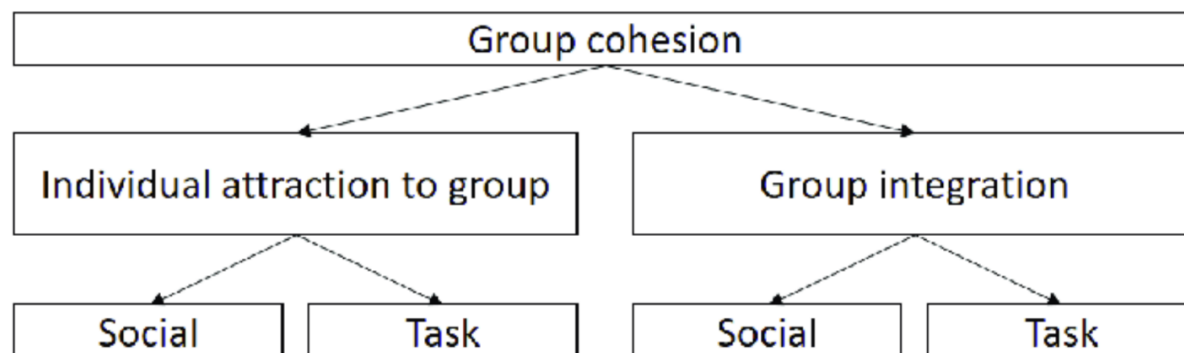 Group cohesion
Individual attraction to group
Group integration
Social
Task
Social
Task